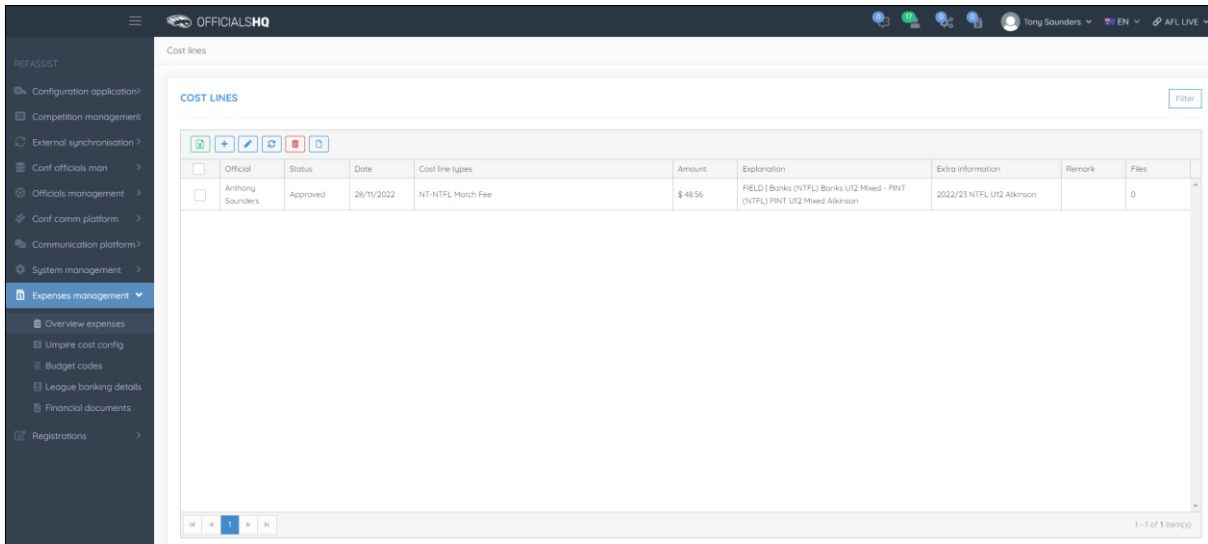 OFFICIALSHQ
0
17
0
0
Tony Saunders
EN
AFL LIVE
REFASSIST
Configuration application
Competition management
External synchronisation
Conf officials man
Officials management
Conf comm platform
Communication platform
System management
Expenses management
Overview expenses
Umpire cost config
Budget codes
League banking details
Financial documents
Registrations
Cost lines
COST LINES
Filter
Official Status Date Cost line types Amount Explanation Extra information Remark Files
Anthony Saunders Approved 28/11/2022 NT-NTFL Match Fee $ 48.56 FIELD | Banks (NTFL) Banks U12 Mixed - PINT (NTFL) PINT U12 Mixed Atkinson 2022/23 NTFL U12 Atkinson 0
1
1 - 1 of 1 item(s)